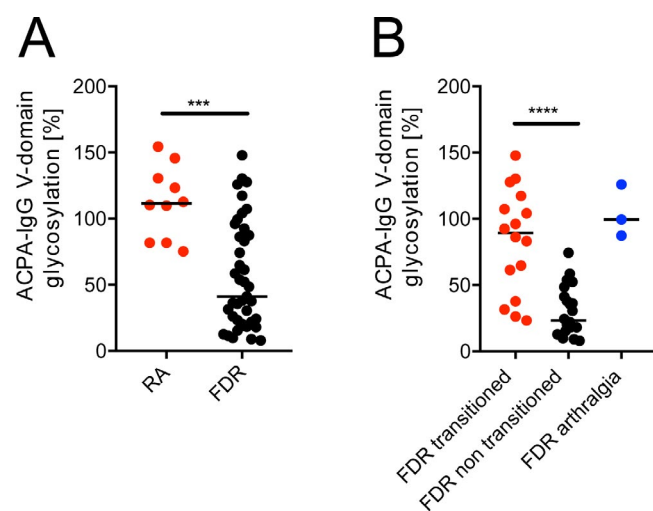 A
ACPA-IgG V-domain
glycosylation [%]
200
150
100
50
0
***
RA
FDR
B
ACPA-IgG V-domain
glycosylation [%]
200
150
100
50
0
****
FDR transitioned
FDR non transitioned
FDR arthralgia